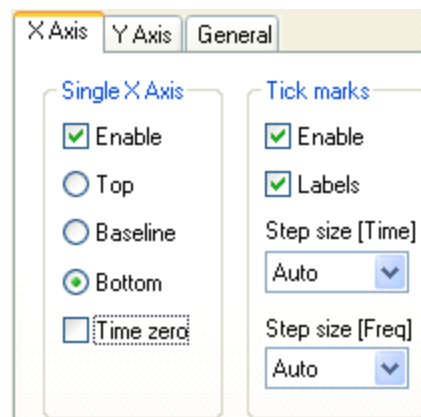 X Axis Y Axis General
Single X Axis
Enable
Top
Baseline
Bottom
Time zero
Tick marks
Enable
Labels
Step size [Time]
Auto
Step size [Freq]
Auto